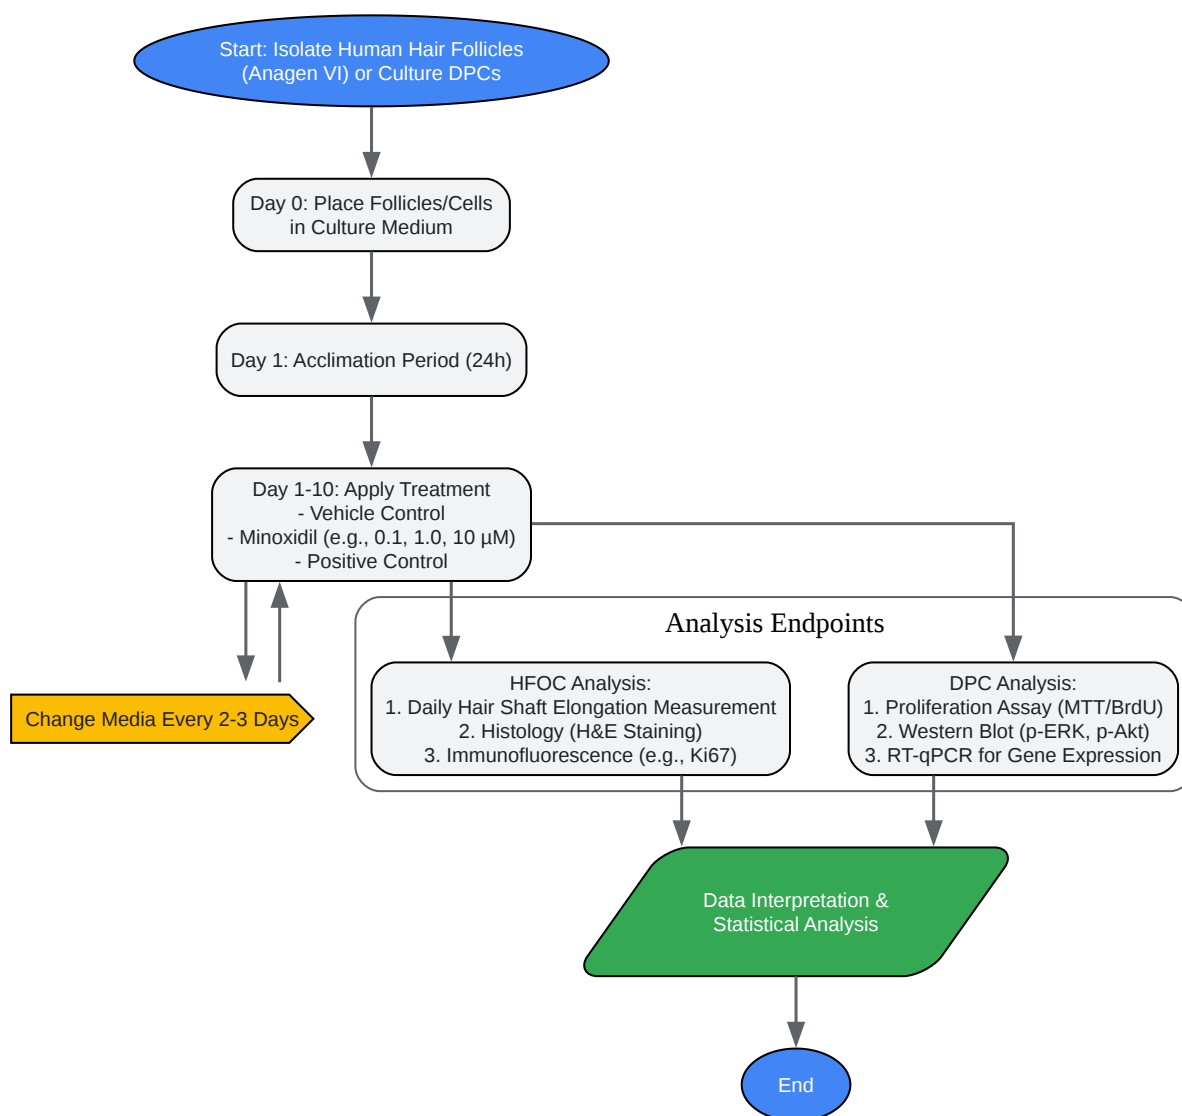 Start: Isolate Human Hair Follicles
(Anagen VI) or Culture DPCs
Day 0: Place Follicles/Cells
in Culture Medium
Day 1: Acclimation Period (24h)
Day 1-10: Apply Treatment
- Vehicle Control
- Minoxidil (e.g., 0.1, 1.0, 10 µM)
- Positive Control
Change Media Every 2-3 Days
Analysis Endpoints
HFOC Analysis:
1. Daily Hair Shaft Elongation Measurement
2. Histology (H&E Staining)
3. Immunofluorescence (e.g., Ki67)
DPC Analysis:
1. Proliferation Assay (MTT/BrdU)
2. Western Blot (p-ERK, p-Akt)
3. RT-qPCR for Gene Expression
Data Interpretation &
Statistical Analysis
End